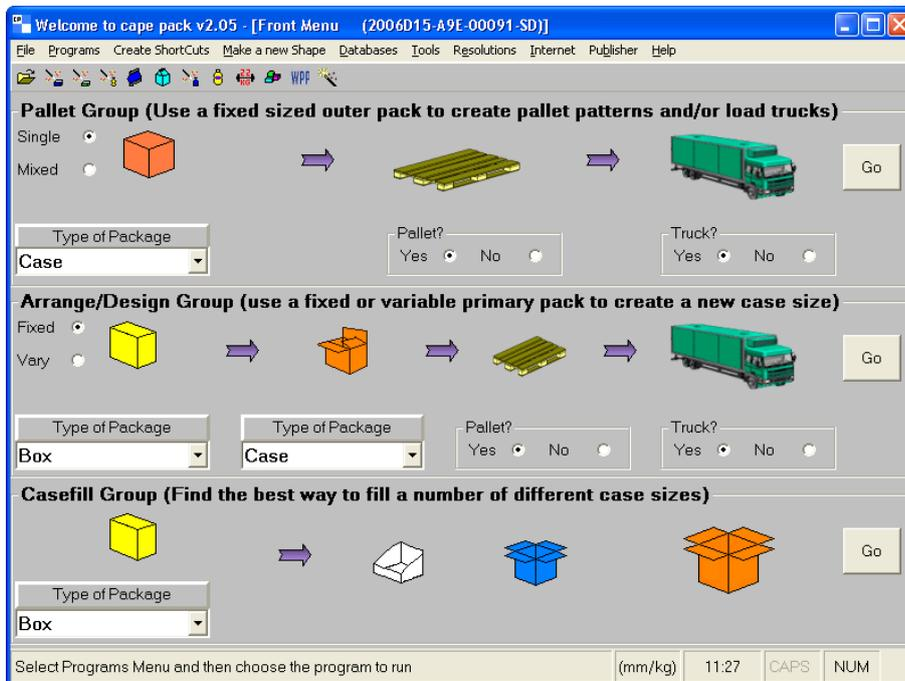 Welcome to cape pack v2.05 - [Front Menu (2006D15-A9E-00091-SD)]
File Programs Create ShortCuts Make a new Shape Databases Tools Resolutions Internet Publisher Help
22 KG WPP
Pallet Group (Use a fixed sized outer pack to create pallet patterns and/or load trucks)
Single
Mixed
Go
Type of Package
Case
Pallet?
Yes No
Truck?
Yes No
Arrange/Design Group (use a fixed or variable primary pack to create a new case size)
Fixed
Vary
Go
Type of Package
Box
Type of Package
Case
Pallet?
Yes No
Truck?
Yes No
Casefill Group (Find the best way to fill a number of different case sizes)
Go
Type of Package
Box
Select Programs Menu and then choose the program to run (mm/kg) 11:27 CAPS NUM